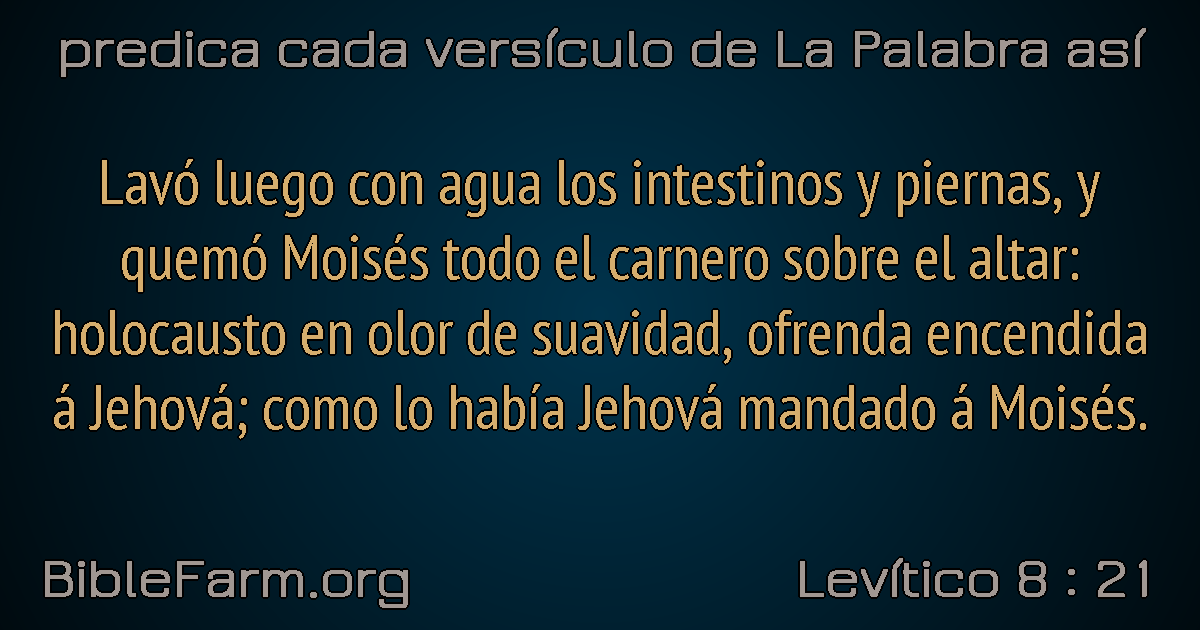 predica cada versículo de La Palabra así
Lavó luego con agua los intestinos y piernas, y
quemó Moisés todo el carnero sobre el altar:
holocausto en olor de suavidad, ofrenda encendida
á Jehová; como lo había Jehová mandado á Moisés.
BibleFarm.org
Levítico 8 : 21